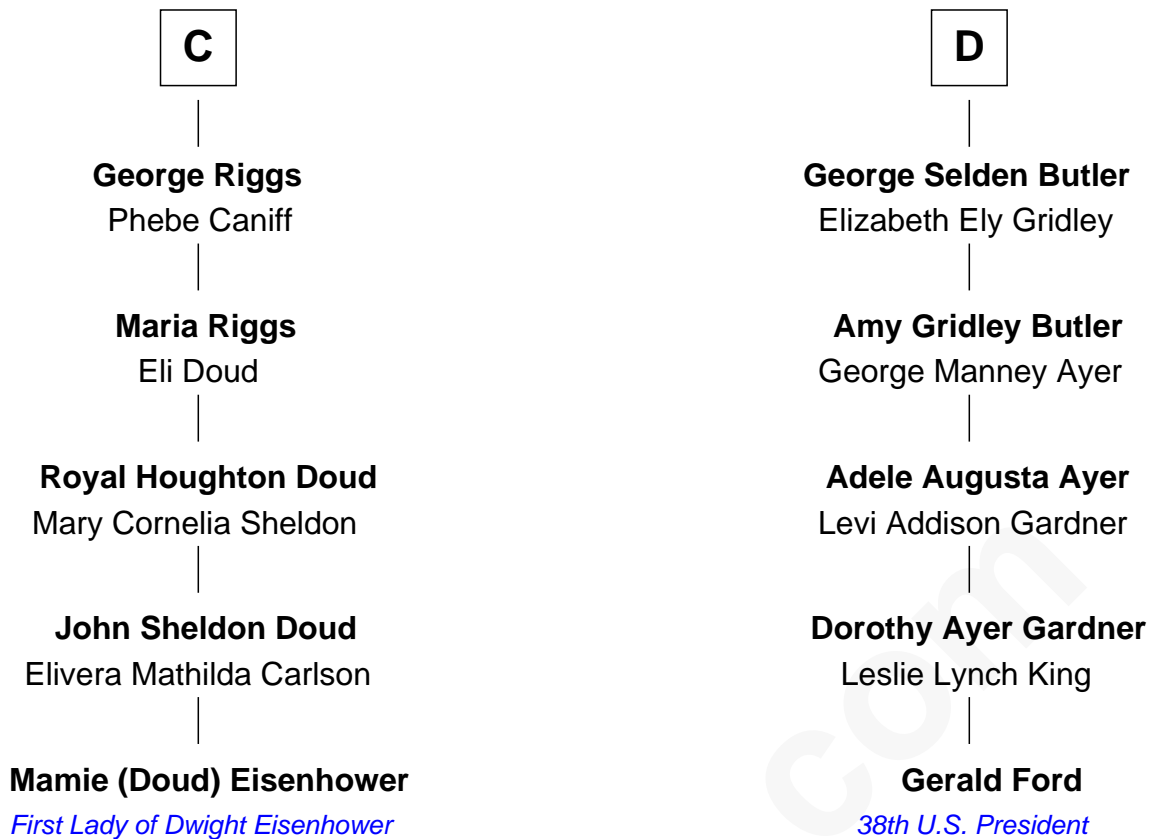 C
D
George Riggs
Phebe Caniff
George Selden Butler
Elizabeth Ely Gridley
Maria Riggs
Eli Doud
Amy Gridley Butler
George Manney Ayer
Royal Houghton Doud
Mary Cornelia Sheldon
Adele Augusta Ayer
Levi Addison Gardner
John Sheldon Doud
Elivera Mathilda Carlson
Dorothy Ayer Gardner
Leslie Lynch King
Mamie (Doud) Eisenhower
First Lady of Dwight Eisenhower
Gerald Ford
38th U.S. President
com